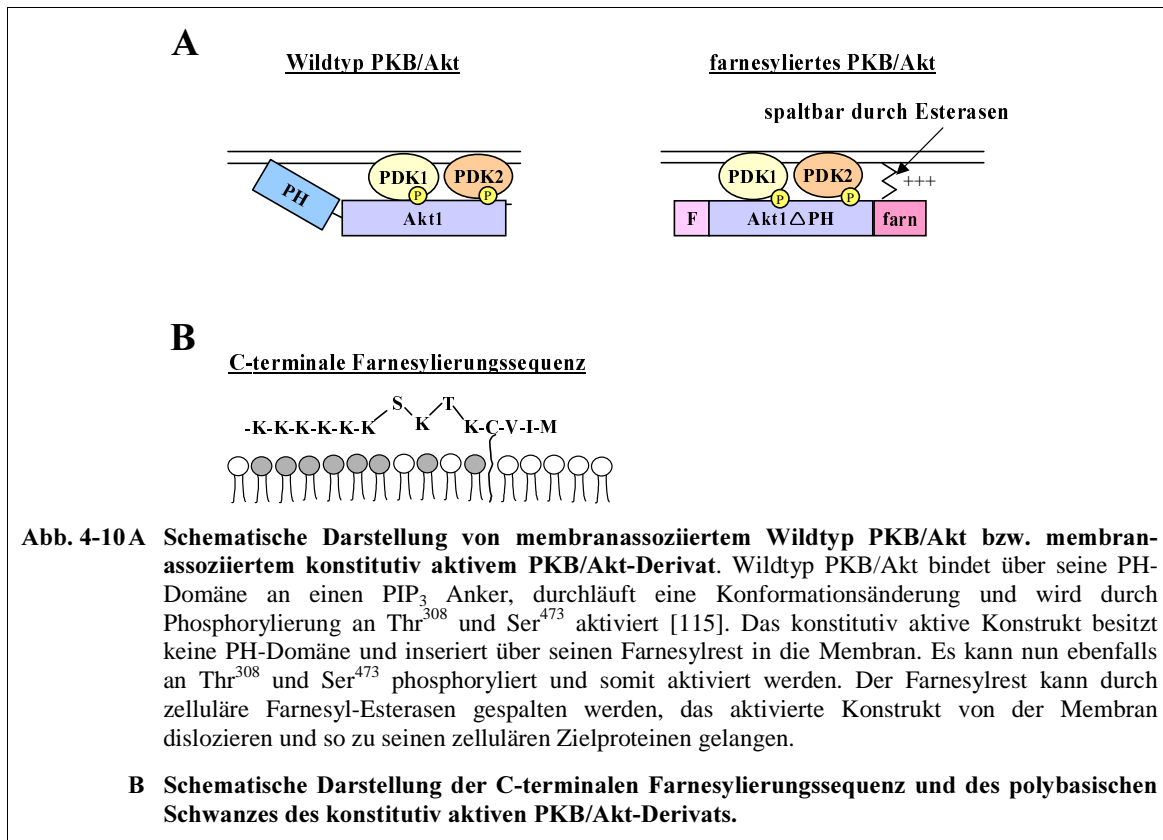 A
Wildtyp PKB/Akt
farnesyliertes PKB/Akt
spaltbar durch Esterasen
PH
PDK1
PDK2
P
P
Akt1
PDK1
PDK2
+++
P
P
F
Akt1 △ PH
farn
B
C-terminale Farnesylierungssequenz
-K-K-K-K-K-K S K T K-C-V-I-M
Abb. 4-10 A Schematische Darstellung von membranassoziiertem Wildtyp PKB/Akt bzw. membran-
assoziiertem konstitutiv aktivem PKB/Akt-Derivat. Wildtyp PKB/Akt bindet über seine PH-
Domäne an einen PIP₃ Anker, durchläuft eine Konformationsänderung und wird durch
Phosphorylierung an Thr³⁰⁸ und Ser⁴⁷³ aktiviert [115]. Das konstitutiv aktive Konstrukt besitzt
keine PH-Domäne und inseriert über seinen Farnesylrest in die Membran. Es kann nun ebenfalls
an Thr³⁰⁸ und Ser⁴⁷³ phosphoryliert und somit aktiviert werden. Der Farnesylrest kann durch
zelluläre Farnesyl-Esterasen gespalten werden, das aktivierte Konstrukt von der Membran
dislozieren und so zu seinen zellulären Zielproteinen gelangen.
B Schematische Darstellung der C-terminalen Farnesylierungssequenz und des polybasischen
Schwanzes des konstitutiv aktiven PKB/Akt-Derivats.